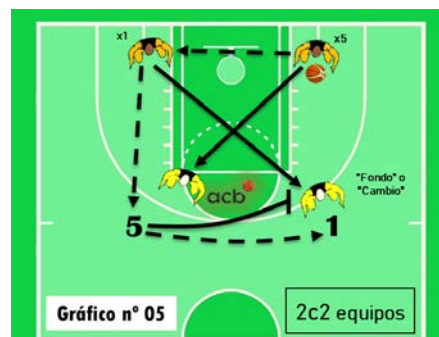 x1
x5
"Fondo" o
"Cambio"
acb
5
1
Gráfico nº 05
2c2 equipos